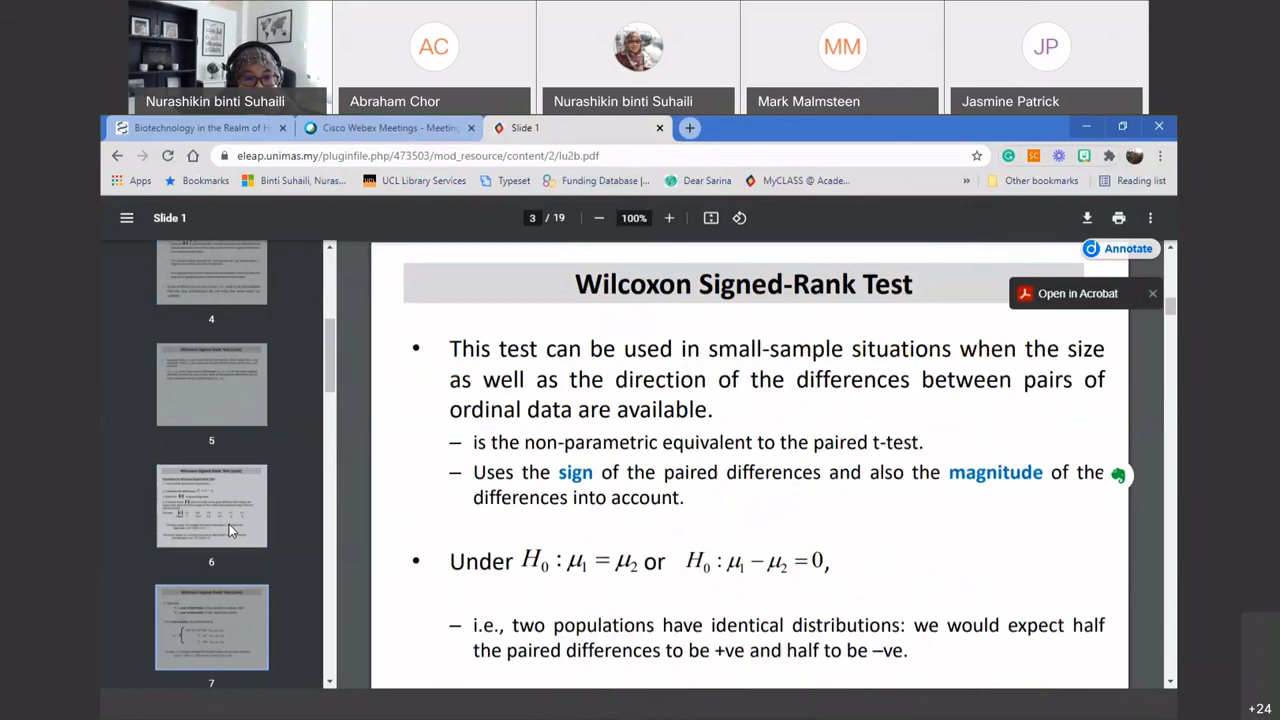 AC
MM
JP
Nurashikin binti Suhaili
Abraham Chor
Nurashikin binti Suhaili
Mark Malmsteen
Jasmine Patrick
Biotechnology in the Realm of H
Cisco Webex Meetings - Meeting
Slide 1
eleap.unimas.my/pluginfile.php/473503/mod_resource/content/2/lu2b.pdf
Apps
Bookmarks
Binti Suhaili, Nuras...
UCL Library Services
Typeset
Funding Database |...
Dear Sarina
MyCLASS @ Acade...
»
Other bookmarks
Reading list
Slide 1
3 / 19
100%
Annotate
Open in Acrobat
4
5
6
7
Wilcoxon Signed-Rank Test
• This test can be used in small-sample situations when the size
as well as the direction of the differences between pairs of
ordinal data are available.
– is the non-parametric equivalent to the paired t-test.
– Uses the sign of the paired differences and also the magnitude of the
differences into account.
• Under H₀ : μ₁ = μ₂ or H₀ : μ₁ − μ₂ = 0,
– i.e., two populations have identical distributions: we would expect half
the paired differences to be +ve and half to be –ve.
+24